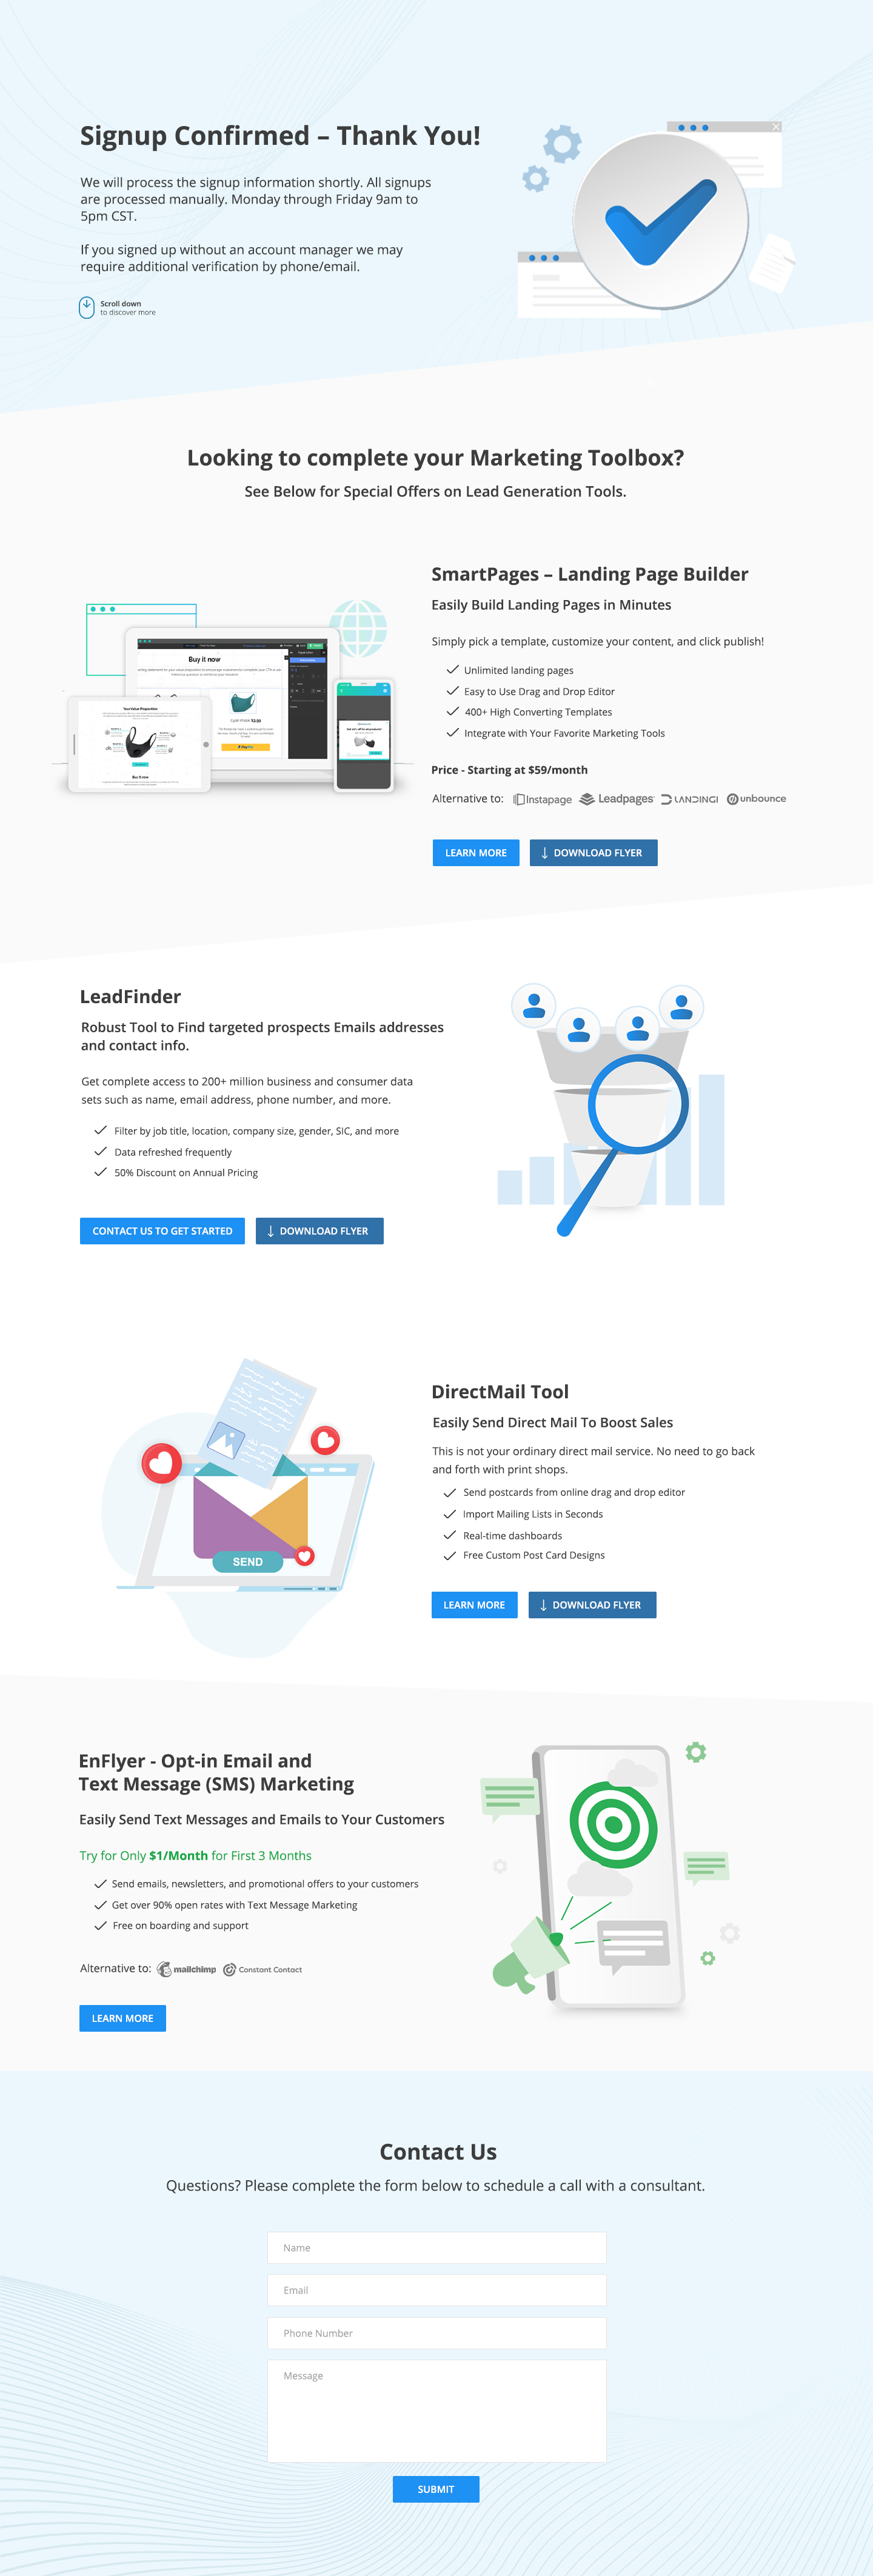 Signup Confirmed – Thank You!
We will process the signup information shortly. All signups
are processed manually. Monday through Friday 9am to
5pm CST.
If you signed up without an account manager we may
require additional verification by phone/email.
Scroll down
to discover more
Looking to complete your Marketing Toolbox?
See Below for Special Offers on Lead Generation Tools.
SmartPages – Landing Page Builder
Easily Build Landing Pages in Minutes
Simply pick a template, customize your content, and click publish!
Unlimited landing pages
Easy to Use Drag and Drop Editor
400+ High Converting Templates
Integrate with Your Favorite Marketing Tools
Price - Starting at $59/month
Alternative to: Instapage Leadpages LANDINGI unbounce
LEARN MORE DOWNLOAD FLYER
Buy it now
Your Value Proposition
Buy it now
LeadFinder
Robust Tool to Find targeted prospects Emails addresses
and contact info.
Get complete access to 200+ million business and consumer data
sets such as name, email address, phone number, and more.
Filter by job title, location, company size, gender, SIC, and more
Data refreshed frequently
50% Discount on Annual Pricing
CONTACT US TO GET STARTED DOWNLOAD FLYER
SEND
DirectMail Tool
Easily Send Direct Mail To Boost Sales
This is not your ordinary direct mail service. No need to go back
and forth with print shops.
Send postcards from online drag and drop editor
Import Mailing Lists in Seconds
Real-time dashboards
Free Custom Post Card Designs
LEARN MORE DOWNLOAD FLYER
EnFlyer - Opt-in Email and
Text Message (SMS) Marketing
Easily Send Text Messages and Emails to Your Customers
Try for Only $1/Month for First 3 Months
Send emails, newsletters, and promotional offers to your customers
Get over 90% open rates with Text Message Marketing
Free on boarding and support
Alternative to: mailchimp Constant Contact
LEARN MORE
Contact Us
Questions? Please complete the form below to schedule a call with a consultant.
Name
Email
Phone Number
Message
SUBMIT